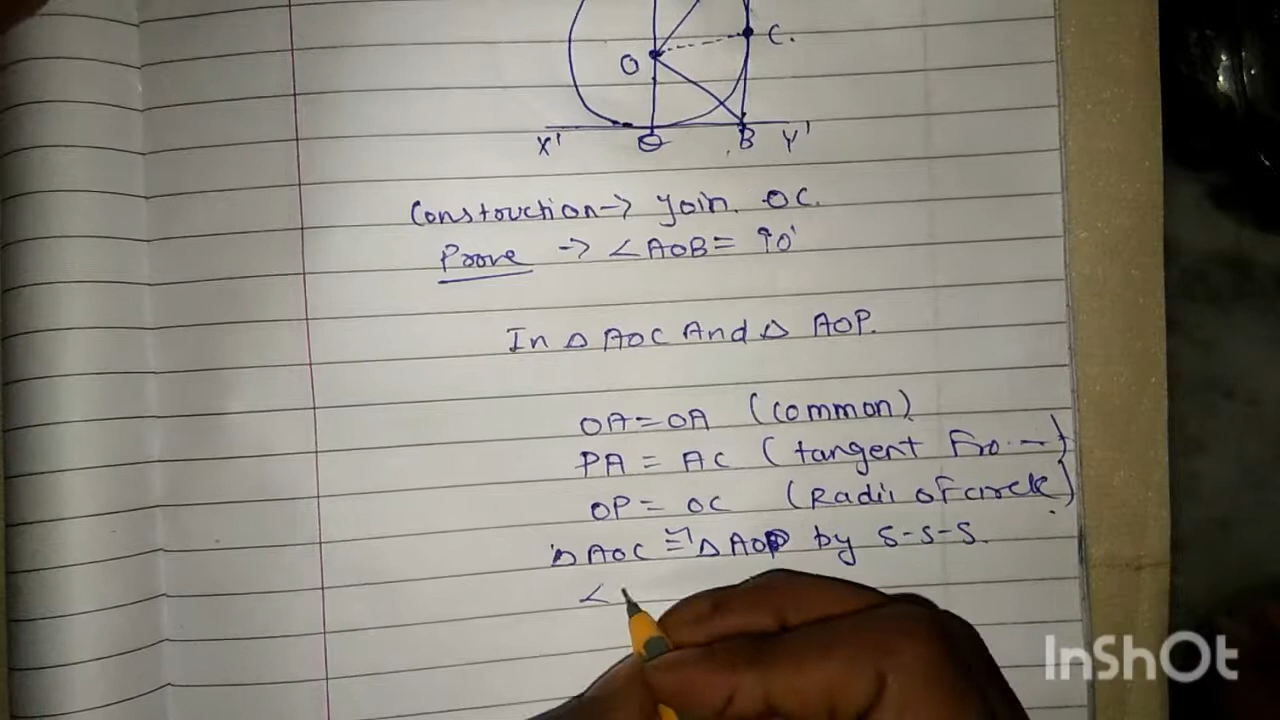 C.
O
X' Q B Y'
Construction → Join. OC.
Prove → ∠AOB = 90°
In △ AOC And △ AOP.
OA = OA (common)
PA = AC (tangent Fro. —)
OP = OC (Radii of circle)
△AOC ≅ △AOP by S-S-S.
∠
InShOt